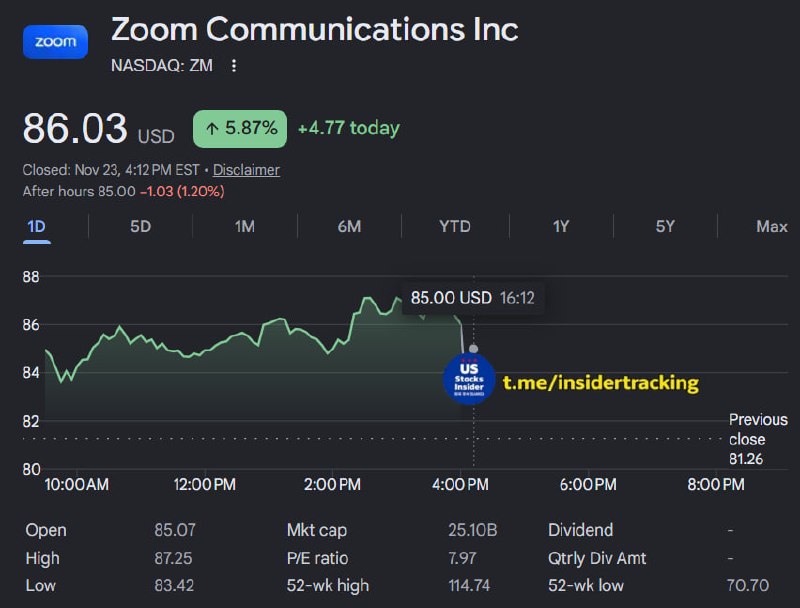 zoom
Zoom Communications Inc
NASDAQ: ZM
86.03 USD ↑ 5.87% +4.77 today
Closed: Nov 23, 4:12 PM EST • Disclaimer
After hours 85.00 −1.03 (1.20%)
1D 5D 1M 6M YTD 1Y 5Y Max
88
85.00 USD 16:12
86
84
US
Stocks
Insider
t.me/insidertracking
82
Previous
close
81.26
80
10:00 AM 12:00 PM 2:00 PM 4:00 PM 6:00 PM 8:00 PM
Open 85.07 Mkt cap 25.10B Dividend -
High 87.25 P/E ratio 7.97 Qtrly Div Amt -
Low 83.42 52-wk high 114.74 52-wk low 70.70